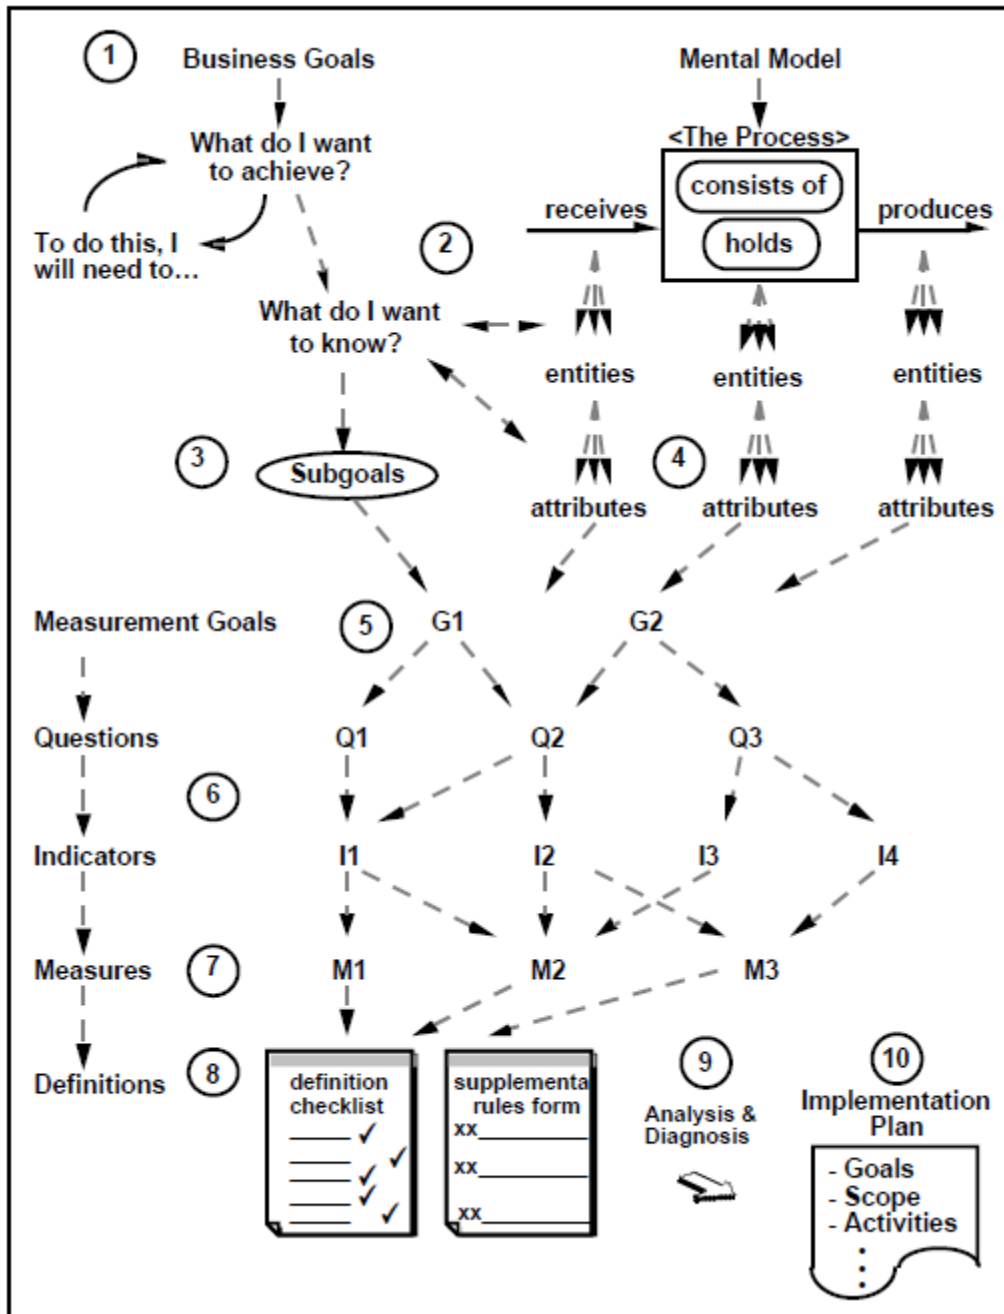 1
Business Goals
Mental Model
What do I want
to achieve?
<The Process>
consists of
receives
produces
holds
To do this, I
will need to...
2
What do I want
to know?
entities
entities
entities
3
Subgoals
4
attributes
attributes
attributes
Measurement Goals
5
G1
G2
Questions
Q1
Q2
Q3
6
Indicators
I1
I2
I3
I4
Measures
7
M1
M2
M3
Definitions
8
definition
checklist
supplementa
rules form
xx
xx
xx
9
Analysis &
Diagnosis
10
Implementation
Plan
- Goals
- Scope
- Activities